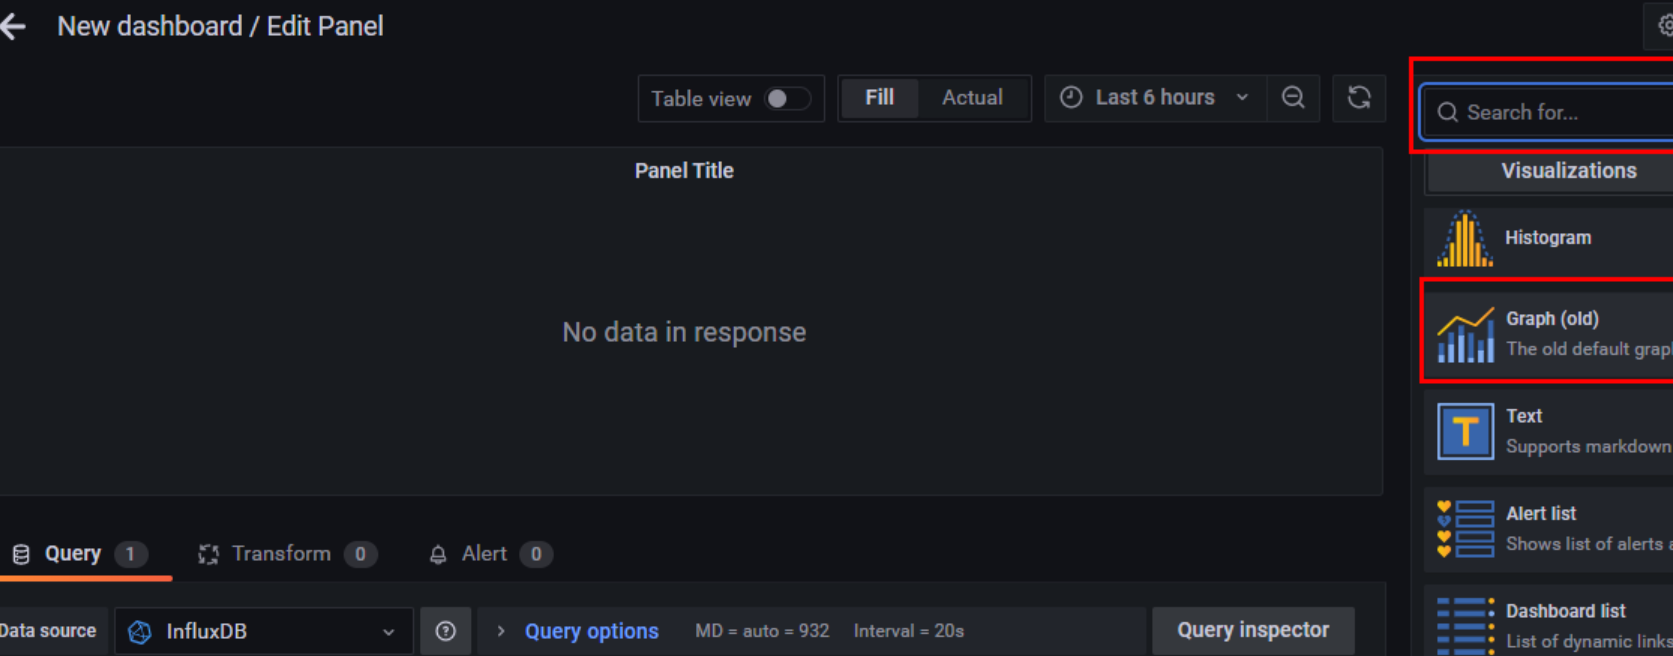 New dashboard / Edit Panel
Table view
Fill
Actual
Last 6 hours
Search for...
Panel Title
Visualizations
Histogram
No data in response
Graph (old)
The old default grap
Text
Supports markdown
Alert list
Shows list of alerts a
Query 1
Transform 0
Alert 0
Dashboard list
List of dynamic links
Data source
InfluxDB
Query options
MD = auto = 932
Interval = 20s
Query inspector